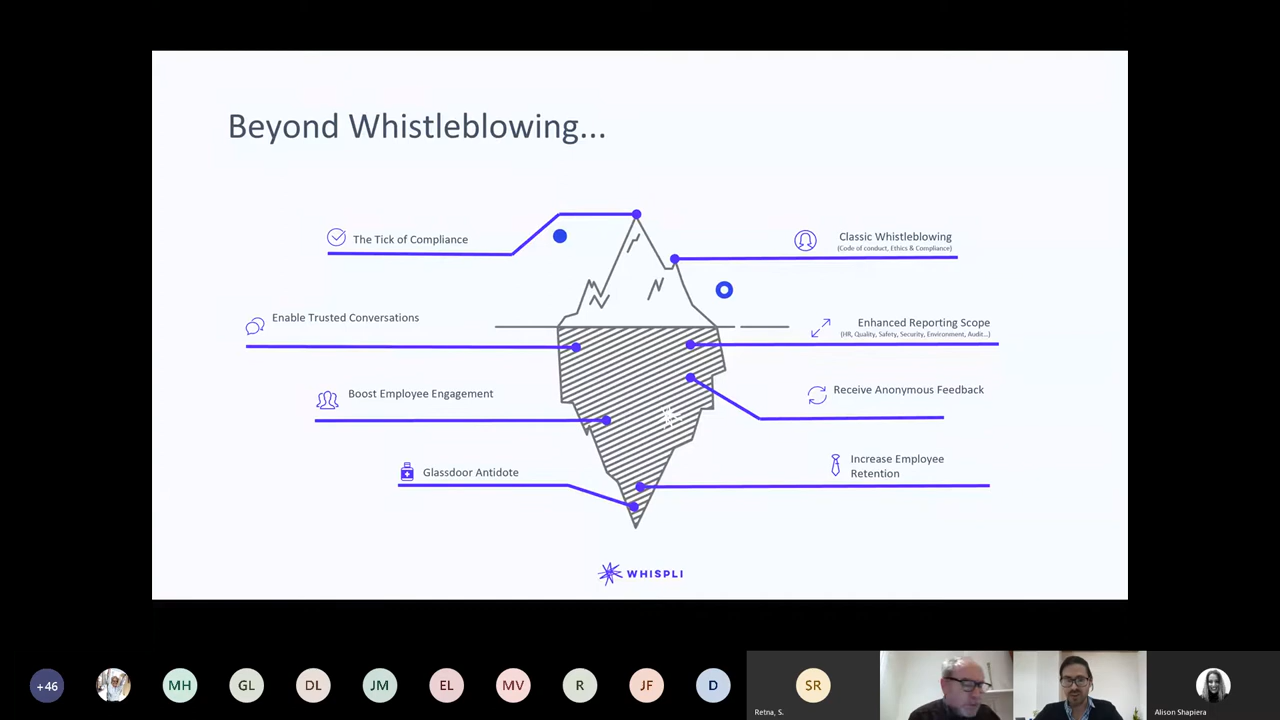 Beyond Whistleblowing...
The Tick of Compliance
Classic Whistleblowing
(Code of conduct, Ethics & Compliance)
Enable Trusted Conversations
Enhanced Reporting Scope
(HR, Quality, Safety, Security, Environment, Audit...)
Boost Employee Engagement
Receive Anonymous Feedback
Glassdoor Antidote
Increase Employee
Retention
WHISPLI
+46
MH
GL
DL
JM
EL
MV
R
JF
D
SR
Retna, S.
Alison Shapiera